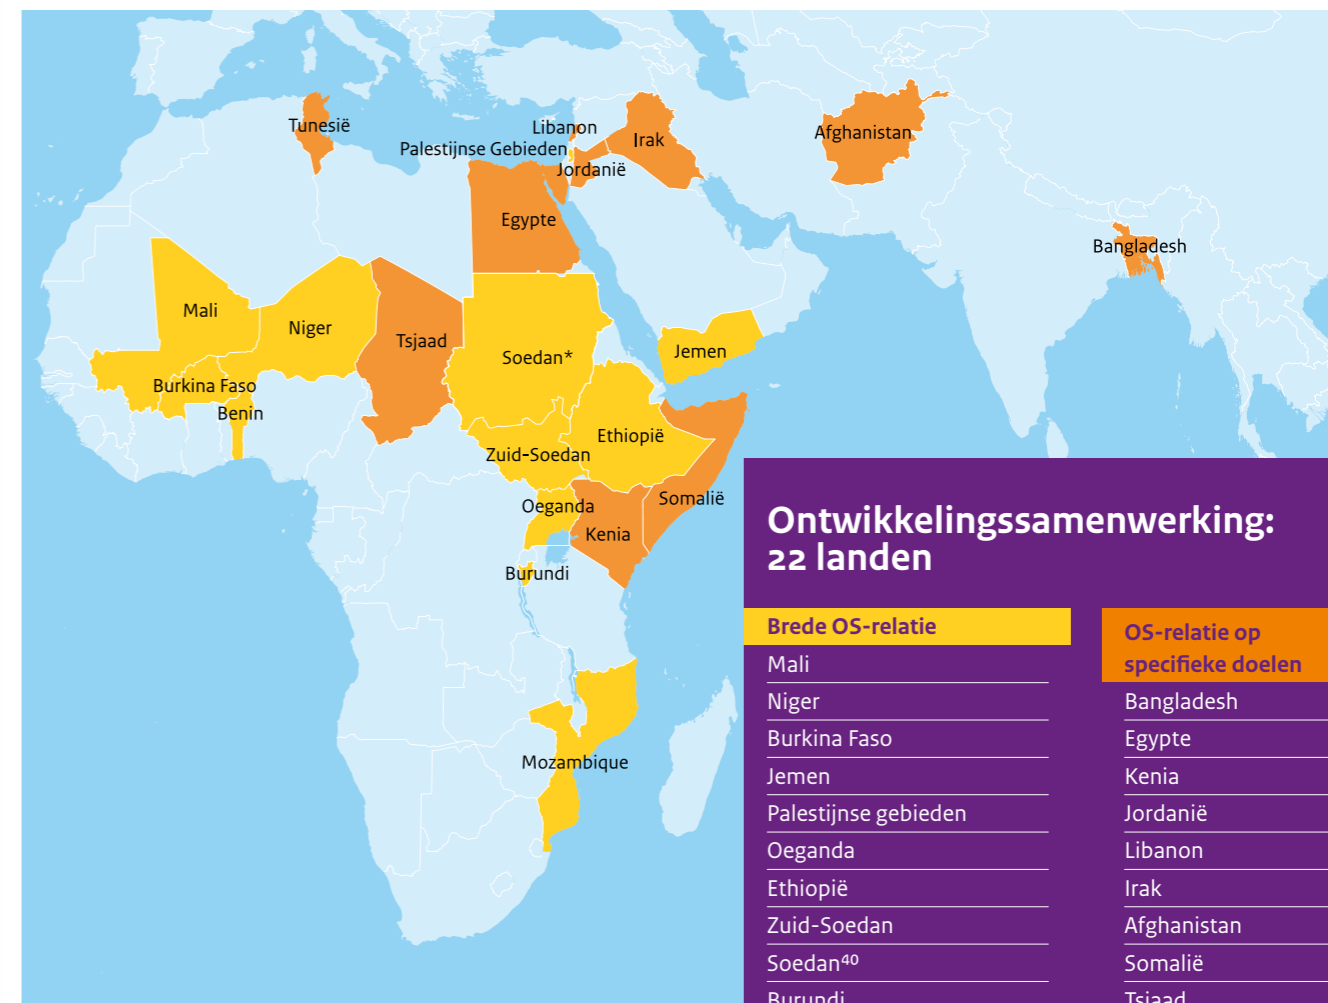 Tunesië
Libanon
Irak
Afghanistan
Palestijnse Gebieden
Jordanië
Egypte
Bangladesh
Mali
Niger
Tsjaad
Soedan*
Jemen
Burkina Faso
Benin
Ethiopië
Zuid-Soedan
Somalië
Oeganda
Kenia
Burundi
Mozambique
Ontwikkelingssamenwerking:
22 landen
Brede OS-relatie
Mali
Niger
Burkina Faso
Jemen
Palestijnse gebieden
Oeganda
Ethiopië
Zuid-Soedan
Soedan⁴⁰
Burundi
OS-relatie op
specifieke doelen
Bangladesh
Egypte
Kenia
Jordanië
Libanon
Irak
Afghanistan
Somalië
Tsjaad